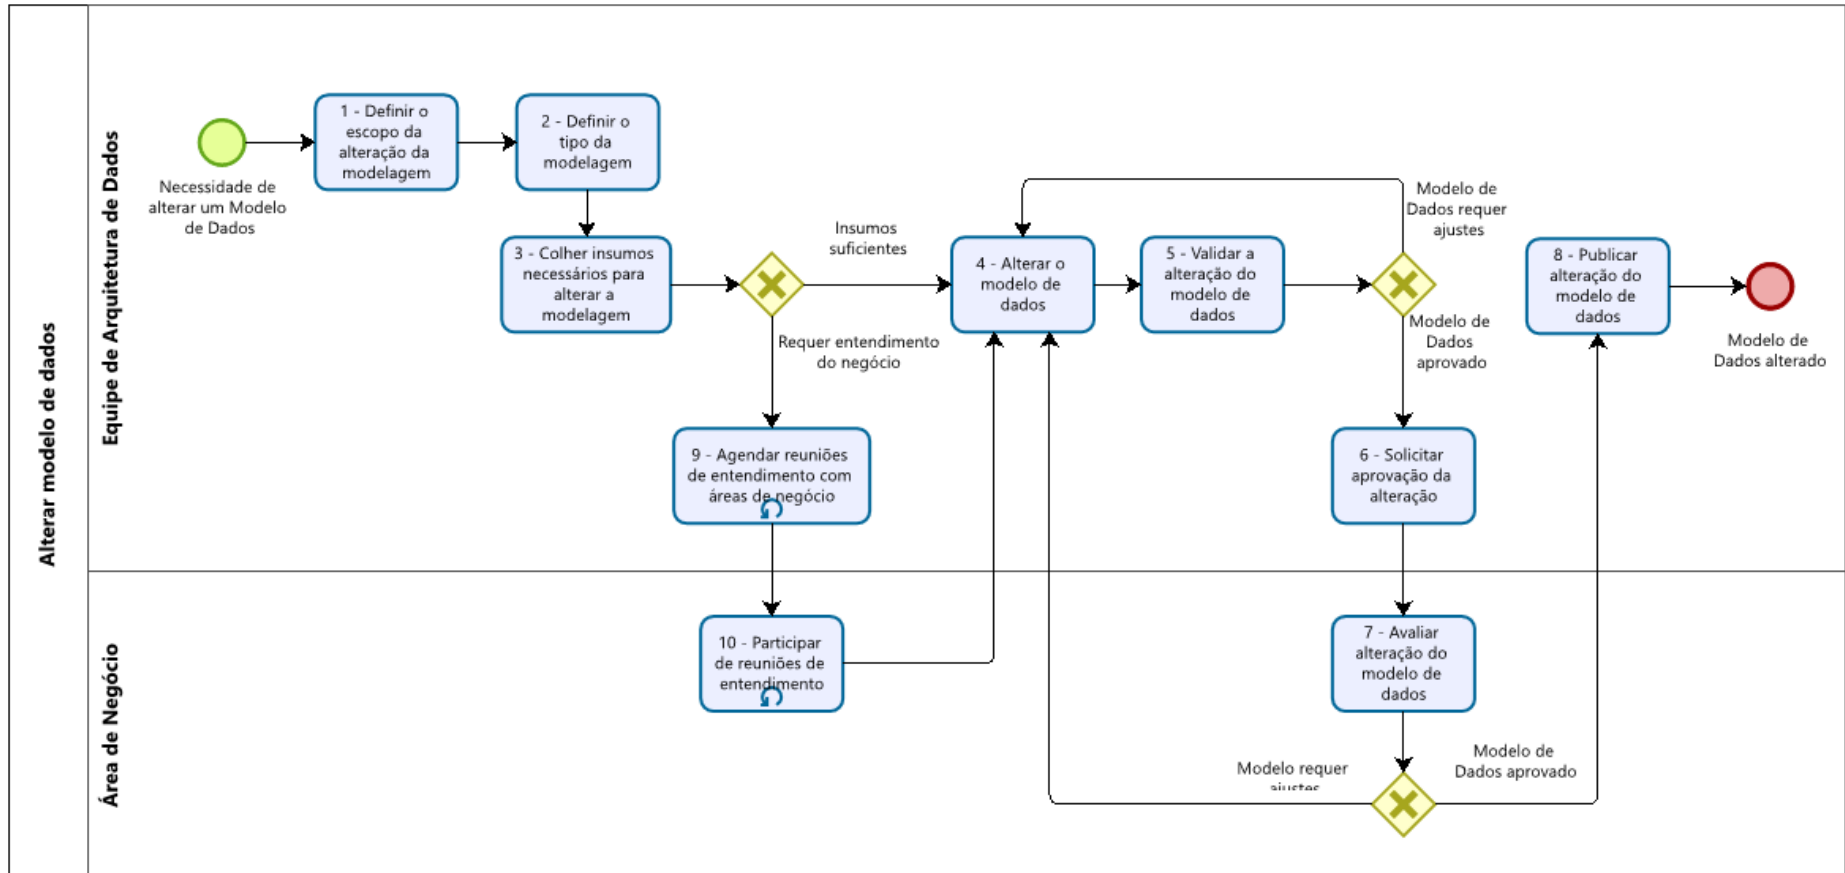 Alterar modelo de dados
Equipe de Arquitetura de Dados
Necessidade de
alterar um Modelo
de Dados
1 - Definir o
escopo da
alteração da
modelagem
2 - Definir o
tipo da
modelagem
3 - Colher insumos
necessários para
alterar a
modelagem
Insumos
suficientes
Requer entendimento
do negócio
4 - Alterar o
modelo de
dados
5 - Validar a
alteração do
modelo de
dados
Modelo de
Dados requer
ajustes
Modelo de
Dados
aprovado
8 - Publicar
alteração do
modelo de
dados
Modelo de
Dados alterado
9 - Agendar reuniões
de entendimento com
áreas de negócio
6 - Solicitar
aprovação da
alteração
Área de Negócio
10 - Participar
de reuniões de
entendimento
7 - Avaliar
alteração do
modelo de
dados
Modelo requer
ajustes
Modelo de
Dados aprovado